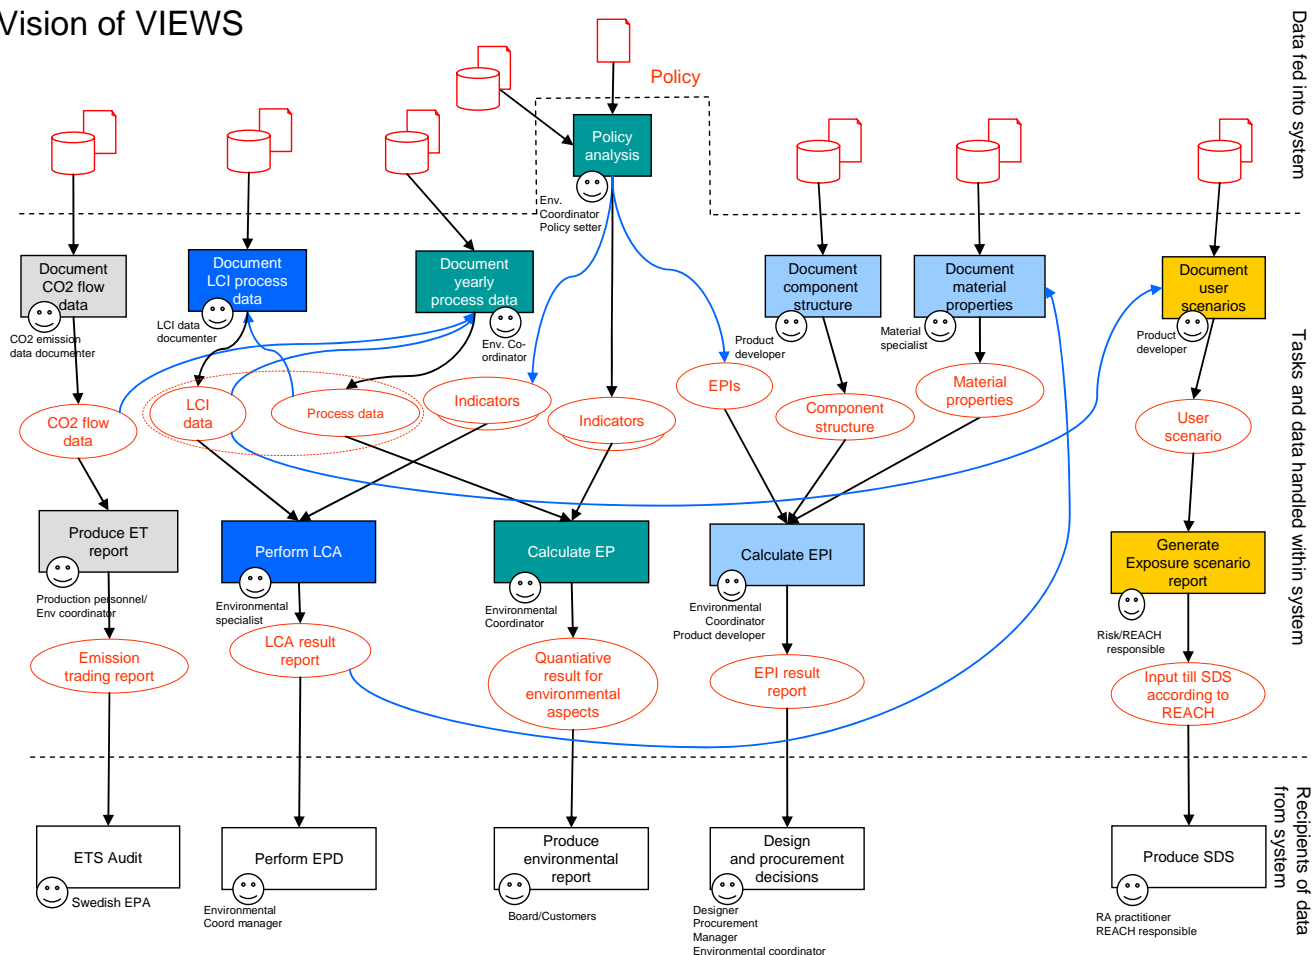 Vision of VIEWS
Policy
Data fed into system
Policy
analysis
Env.
Coordinator
Policy setter
Document
CO2 flow
data
CO2 emission
data documenter
Document
LCI process
data
LCI data
documenter
Document
yearly
process data
Env. Co-
ordinator
Document
component
structure
Product
developer
Document
material
properties
Material
specialist
Document
user
scenarios
Product
developer
Tasks and data handled within system
CO2 flow
data
LCI
data
Process data
Indicators
Indicators
EPIs
Component
structure
Material
properties
User
scenario
Produce ET
report
Production personnel/
Env coordinator
Perform LCA
Environmental
specialist
Calculate EP
Environmental
Coordinator
Calculate EPI
Environmental
Coordinator
Product developer
Generate
Exposure scenario
report
Risk/REACH
responsible
Emission
trading report
LCA result
report
Quantiative
result for
environmental
aspects
EPI result
report
Input till SDS
according to
REACH
Recipients of data
from system
ETS Audit
Swedish EPA
Perform EPD
Environmental
Coord manager
Produce
environmental
report
Board/Customers
Design
and procurement
decisions
Designer
Procurement
Manager
Environmental coordinator
Produce SDS
RA practitioner
REACH responsible